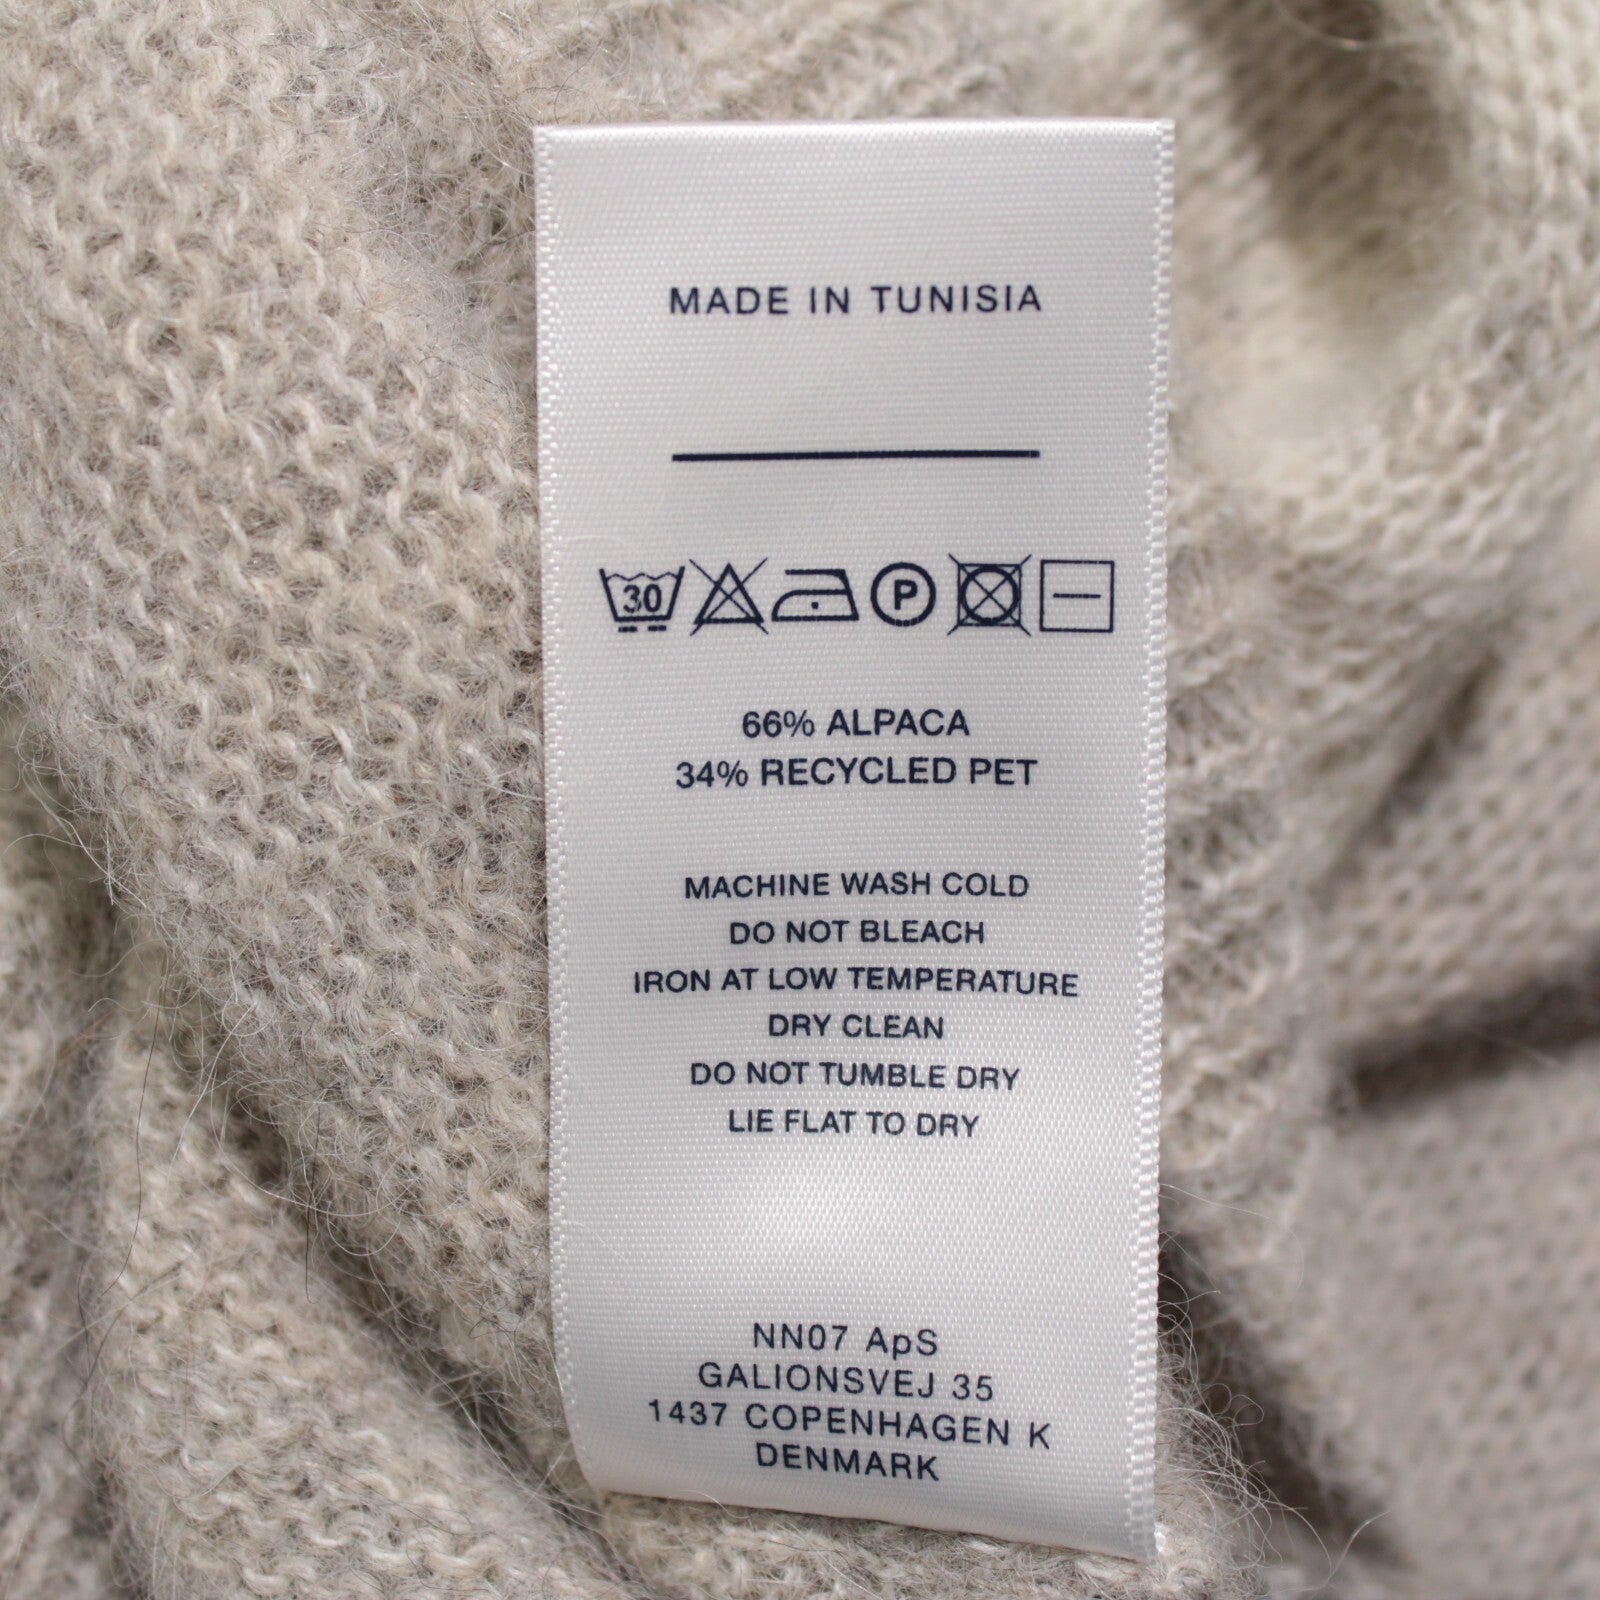 MADE IN TUNISIA
30 P
66% ALPACA
34% RECYCLED PET
MACHINE WASH COLD
DO NOT BLEACH
IRON AT LOW TEMPERATURE
DRY CLEAN
DO NOT TUMBLE DRY
LIE FLAT TO DRY
NN07 ApS
GALIONSVEJ 35
1437 COPENHAGEN K
DENMARK